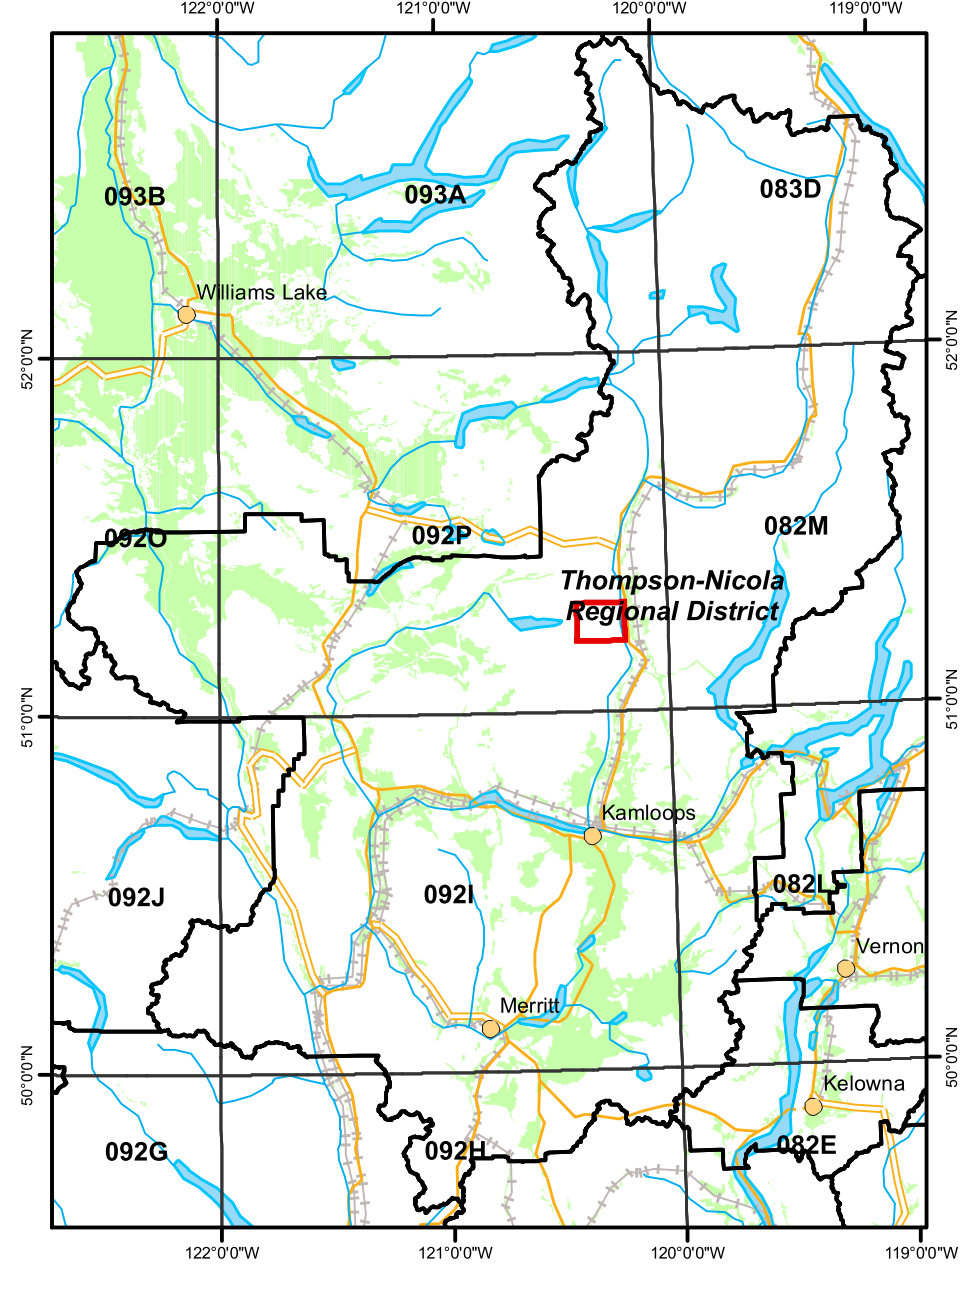 122°0'0"W 121°0'0"W 120°0'0"W 119°0'0"W
093B
093A
083D
Williams Lake
52°0'0"N
52°0'0"N
092O
092P
082M
Thompson-Nicola
Regional District
51°0'0"N
51°0'0"N
Kamloops
092J
092I
082L
Vernon
Merritt
50°0'0"N
50°0'0"N
Kelowna
092G
092H
082E
122°0'0"W 121°0'0"W 120°0'0"W 119°0'0"W